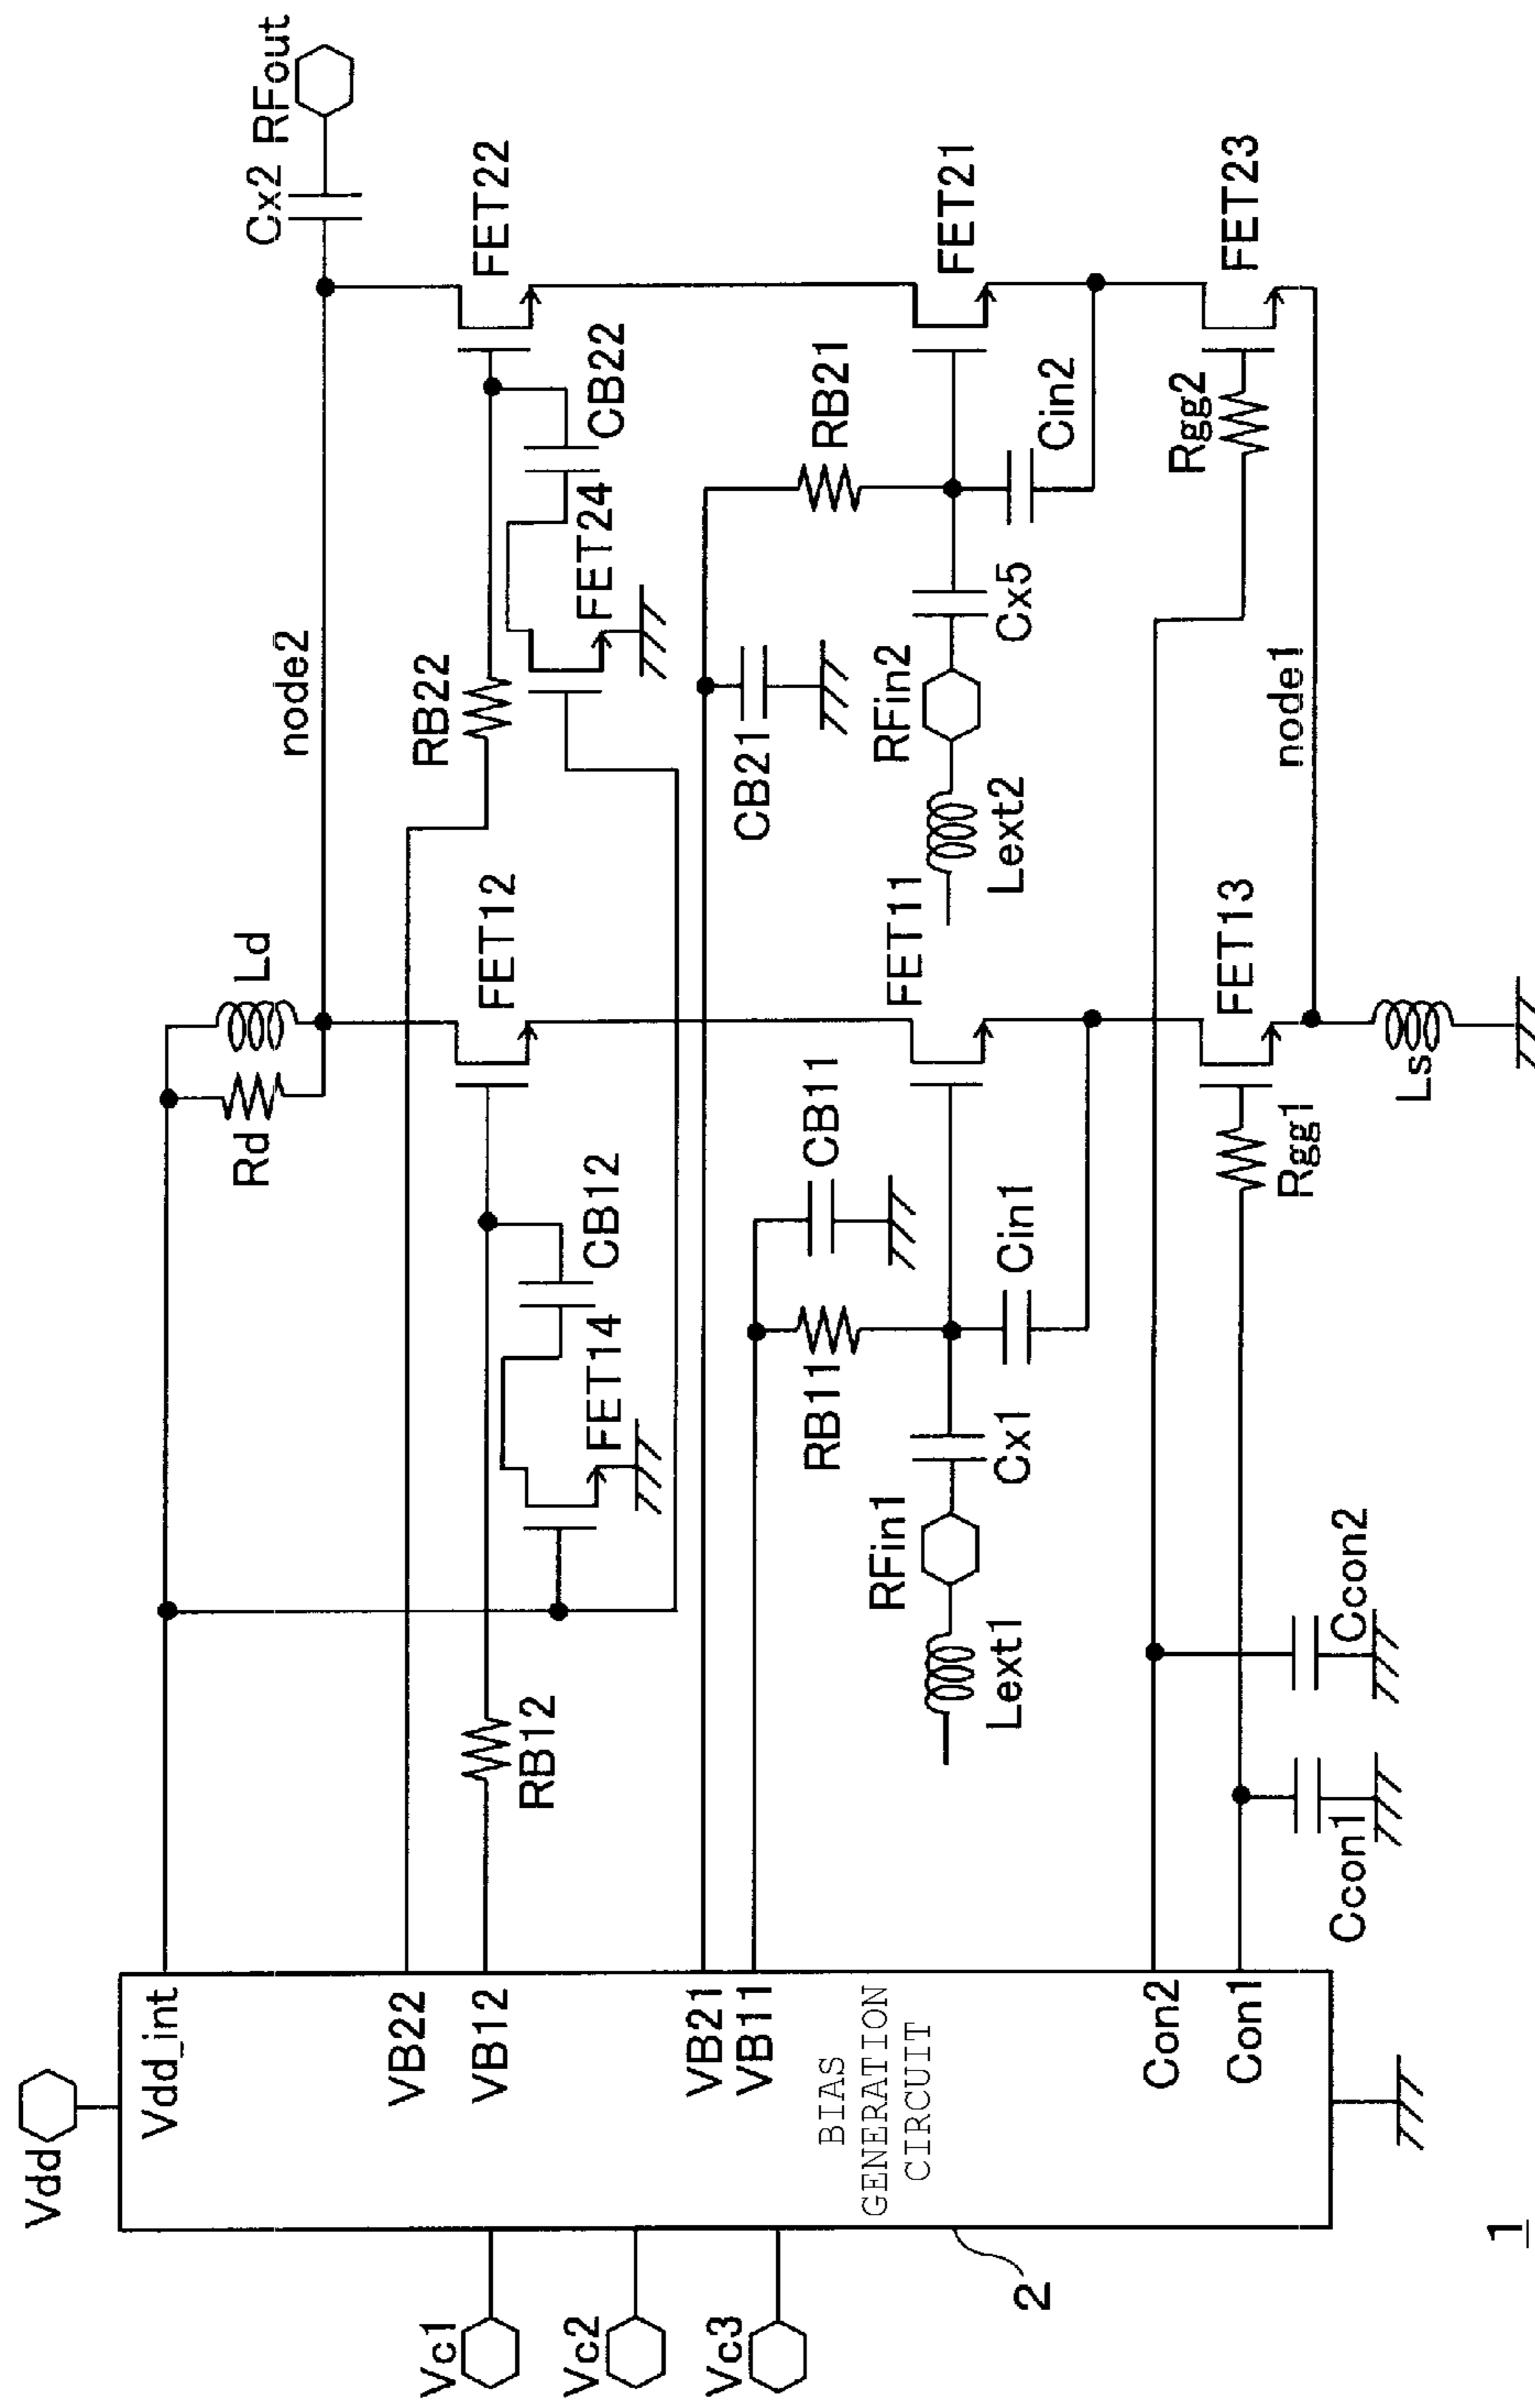 Vdd
Vc1
Vc2
Vc3
2
1
Vdd_int
VB22
VB12
VB21
VB11
BIAS
GENERATION
CIRCUIT
Con2
Con1
Ccon1
Ccon2
RB12
Lext1
RFin1
Cx1
RB11
Cin1
CB11
FET14
CB12
Rd
Ld
FET12
FET11
FET13
Rgg1
Ls
node2
RB22
FET24
CB22
CB21
Lext2
RFin2
Cx5
RB21
Cin2
node1
Rgg2
Cx2
RFout
FET22
FET21
FET23